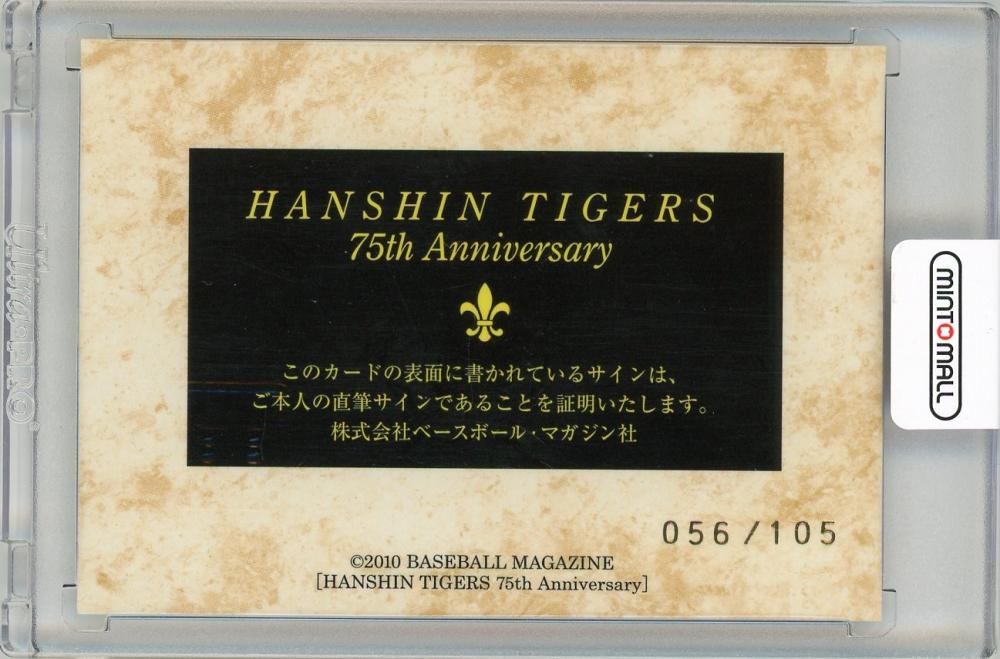 HANSHIN TIGERS
75th Anniversary
このカードの表面に書かれているサインは、
ご本人の直筆サインであることを証明いたします。
株式会社ベースボール・マガジン社
056/105
©2010 BASEBALL MAGAZINE
[HANSHIN TIGERS 75th Anniversary]
MINTOMALL
Ultra•PRO®